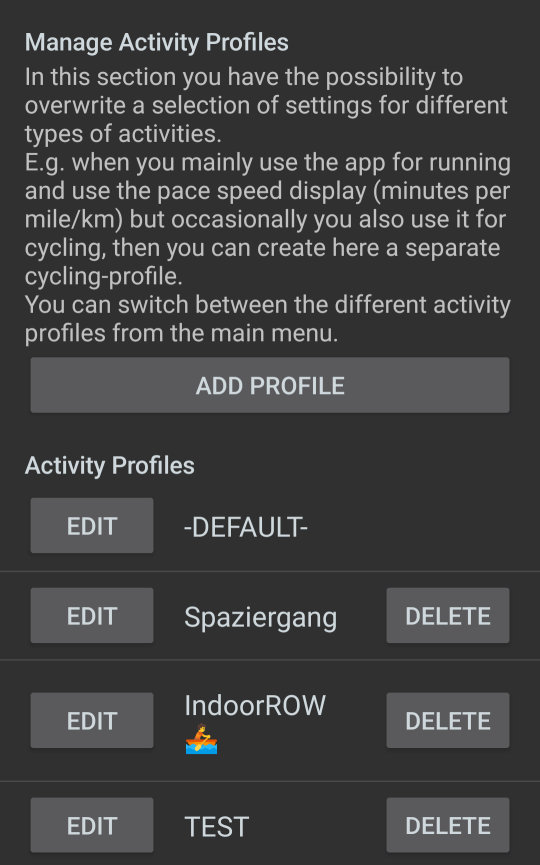 Manage Activity Profiles
In this section you have the possibility to
overwrite a selection of settings for different
types of activities.
E.g. when you mainly use the app for running
and use the pace speed display (minutes per
mile/km) but occasionally you also use it for
cycling, then you can create here a separate
cycling-profile.
You can switch between the different activity
profiles from the main menu.
ADD PROFILE
Activity Profiles
EDIT -DEFAULT-
EDIT Spaziergang DELETE
EDIT IndoorROW 🚣 DELETE
EDIT TEST DELETE